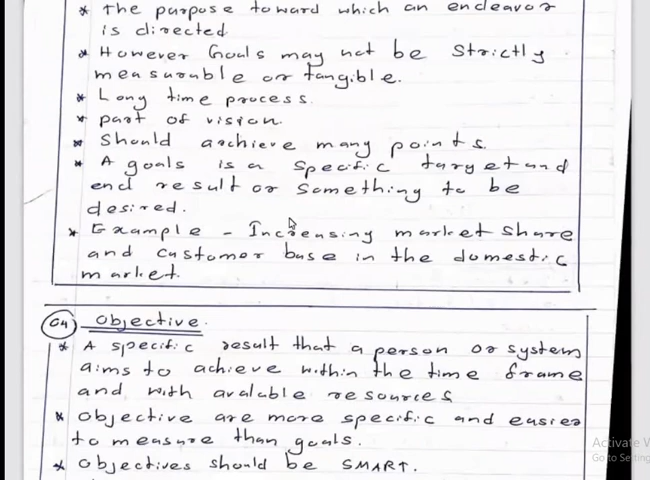 * The purpose toward which an endeavor
is directed
* However Goals may not be strictly
measurable or tangible.
* Long time process.
* part of vision.
* Should archieve many points.
* A goals is a specific target and
end result or something to be
desired.
* Example - Increasing market share
and customer base in the domestic
market.
04 Objective.
* A specific result that a person or system
aims to achieve within the time frame
and with avalable resources
* Objective are more specific and easier
to measure than goals.
* Objectives should be SMART.
Activate W
Go to Setting